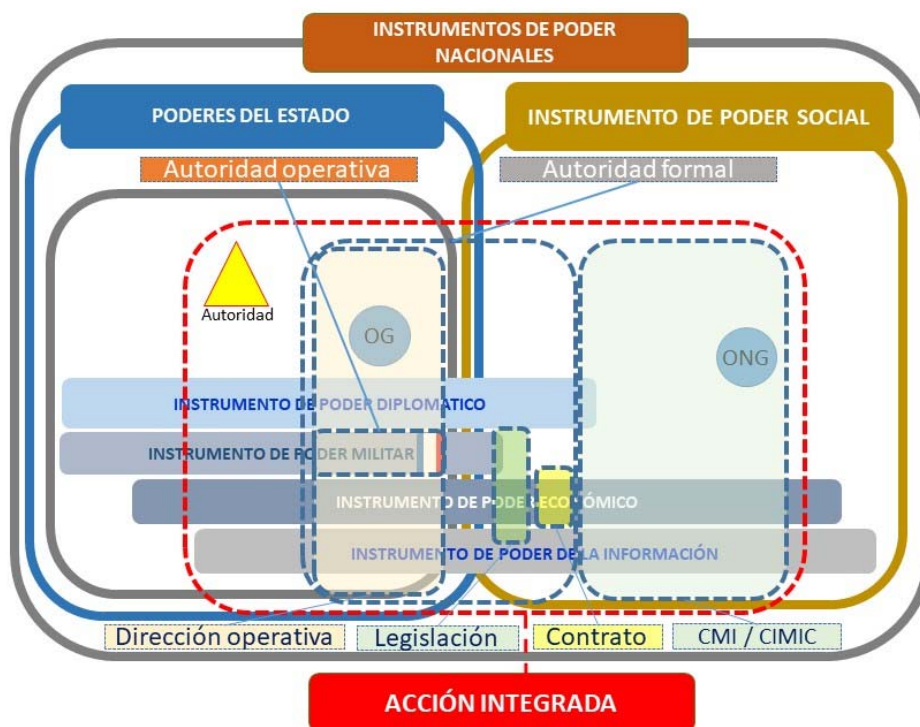 INSTRUMENTOS DE PODER
NACIONALES
PODERES DEL ESTADO
INSTRUMENTO DE PODER SOCIAL
Autoridad operativa
Autoridad formal
Autoridad
OG
ONG
INSTRUMENTO DE PODER DIPLOMATICO
INSTRUMENTO DE PODER MILITAR
INSTRUMENTO DE PODER ECONÓMICO
INSTRUMENTO DE PODER DE LA INFORMACIÓN
Dirección operativa
Legislación
Contrato
CMI / CIMIC
ACCIÓN INTEGRADA